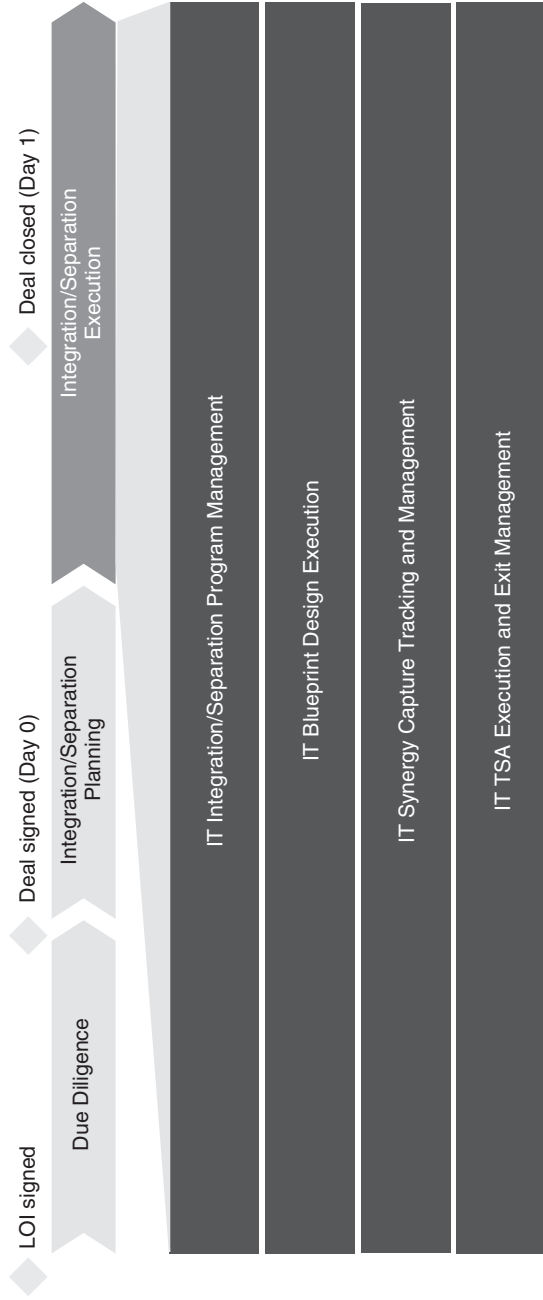 LOI signed
Deal signed (Day 0)
Deal closed (Day 1)
Due Diligence
Integration/Separation
Planning
Integration/Separation
Execution
IT Integration/Separation Program Management
IT Blueprint Design Execution
IT Synergy Capture Tracking and Management
IT TSA Execution and Exit Management